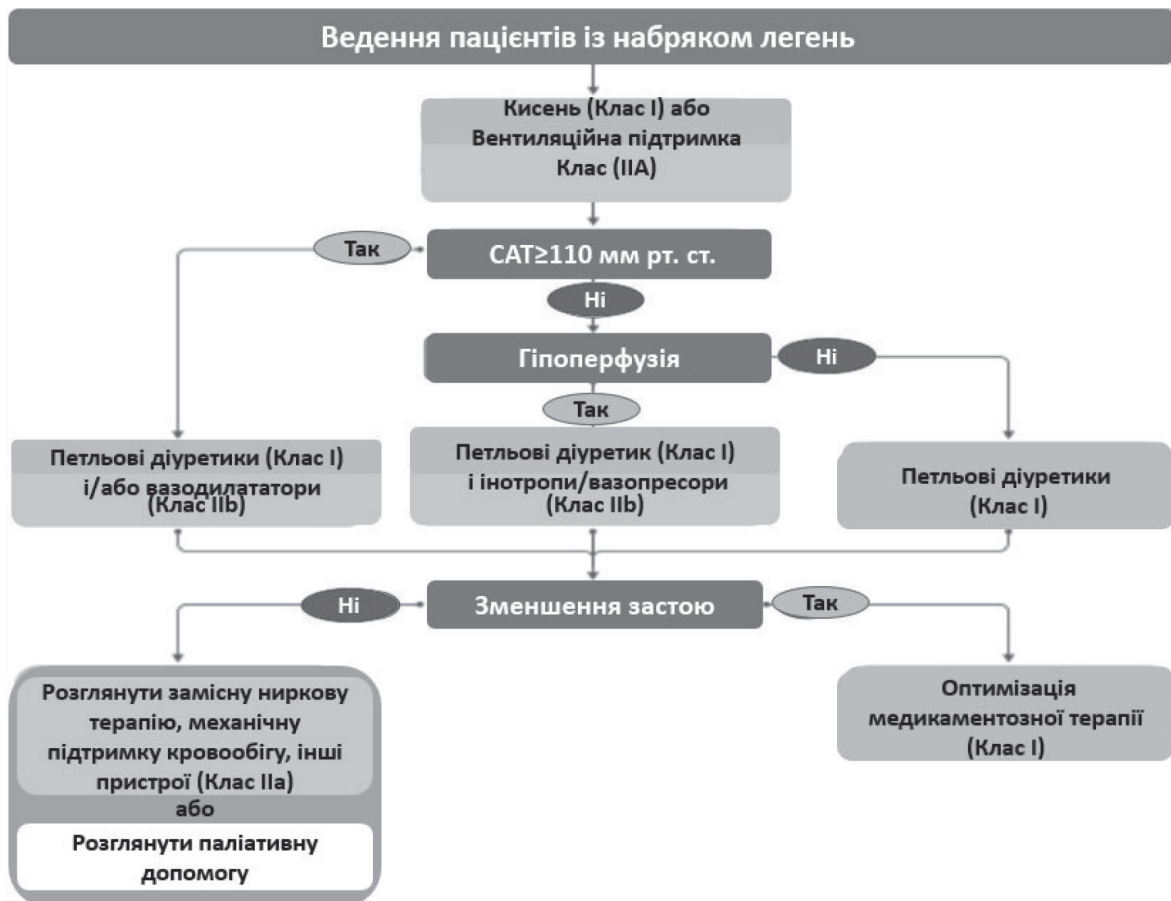 Ведення пацієнтів із набряком легень
Кисень (Клас I) або
Вентиляційна підтримка
Клас (IIA)
Так
САТ≥110 мм рт. ст.
Ні
Гіпоперфузія
Ні
Так
Петльові діуретики (Клас I)
і/або вазодилататори
(Клас IIb)
Петльові діуретик (Клас I)
і інотропи/вазопресори
(Клас IIb)
Петльові діуретики
(Клас I)
Ні
Зменшення застою
Так
Розглянути замісну ниркову
терапію, механічну
підтримку кровообігу, інші
пристрої (Клас IIa)
або
Розглянути паліативну
допомогу
Оптимізація
медикаментозної терапії
(Клас I)